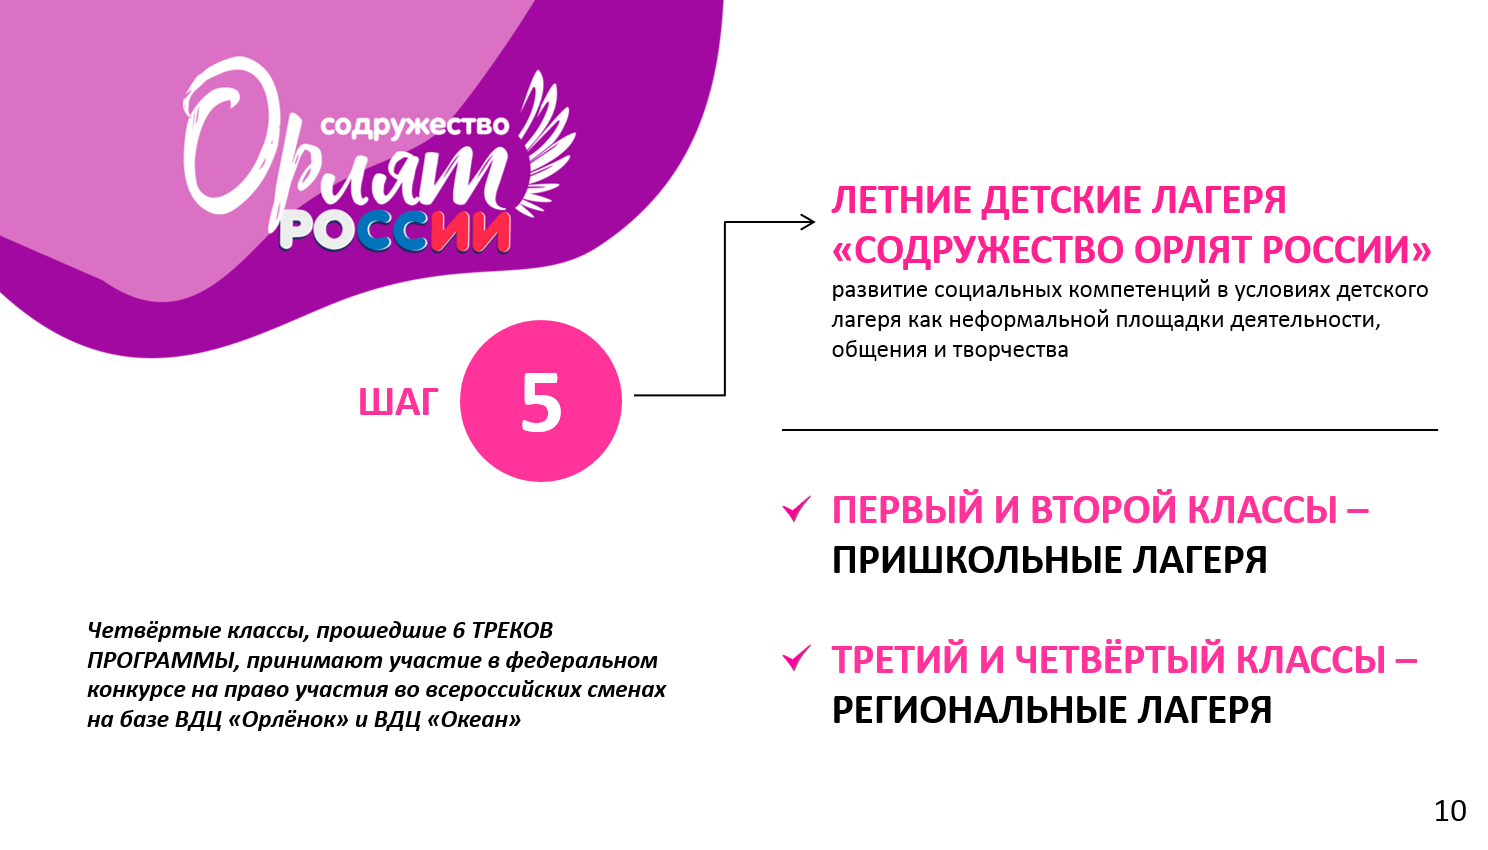 содружество
Орлят
РОССИИ
ЛЕТНИЕ ДЕТСКИЕ ЛАГЕРЯ
«СОДРУЖЕСТВО ОРЛЯТ РОССИИ»
развитие социальных компетенций в условиях детского
лагеря как неформальной площадки деятельности,
общения и творчества
ШАГ
5
ПЕРВЫЙ И ВТОРОЙ КЛАССЫ –
ПРИШКОЛЬНЫЕ ЛАГЕРЯ
ТРЕТИЙ И ЧЕТВЁРТЫЙ КЛАССЫ –
РЕГИОНАЛЬНЫЕ ЛАГЕРЯ
Четвёртые классы, прошедшие 6 ТРЕКОВ
ПРОГРАММЫ, принимают участие в федеральном
конкурсе на право участия во всероссийских сменах
на базе ВДЦ «Орлёнок» и ВДЦ «Океан»
10